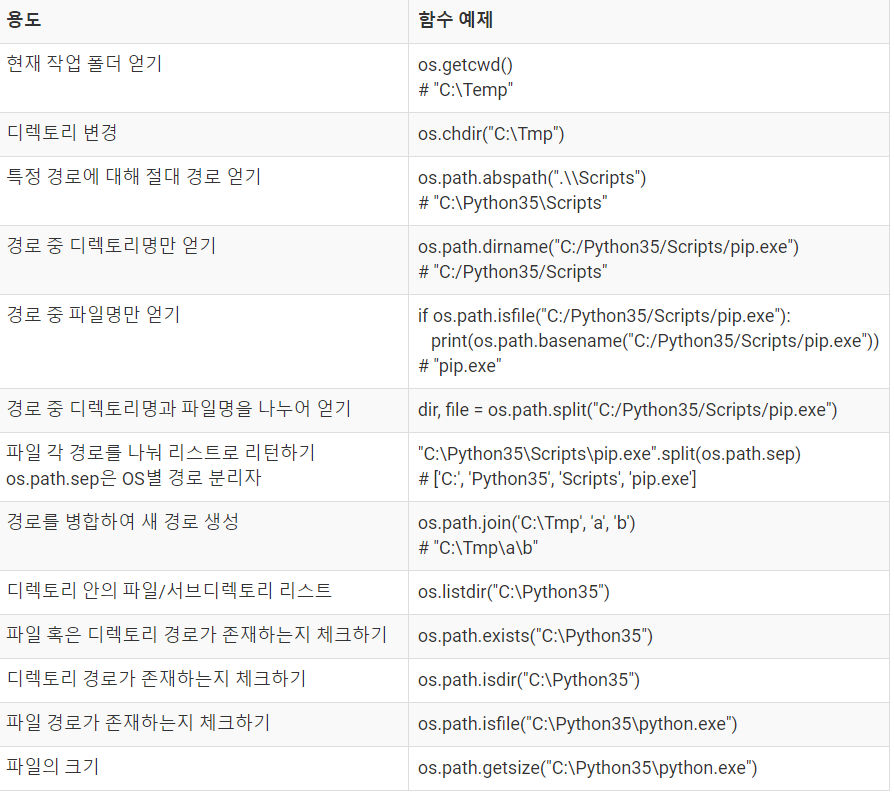 용도
함수 예제
현재 작업 폴더 얻기
os.getcwd()
# "C:\Temp"
디렉토리 변경
os.chdir("C:\Tmp")
특정 경로에 대해 절대 경로 얻기
os.path.abspath(".\\Scripts")
# "C:\Python35\Scripts"
경로 중 디렉토리명만 얻기
os.path.dirname("C:/Python35/Scripts/pip.exe")
# "C:/Python35/Scripts"
경로 중 파일명만 얻기
if os.path.isfile("C:/Python35/Scripts/pip.exe"):
print(os.path.basename("C:/Python35/Scripts/pip.exe"))
# "pip.exe"
경로 중 디렉토리명과 파일명을 나누어 얻기
dir, file = os.path.split("C:/Python35/Scripts/pip.exe")
파일 각 경로를 나눠 리스트로 리턴하기
os.path.sep은 OS별 경로 분리자
"C:\Python35\Scripts\pip.exe".split(os.path.sep)
# ['C:', 'Python35', 'Scripts', 'pip.exe']
경로를 병합하여 새 경로 생성
os.path.join('C:\Tmp', 'a', 'b')
# "C:\Tmp\a\b"
디렉토리 안의 파일/서브디렉토리 리스트
os.listdir("C:\Python35")
파일 혹은 디렉토리 경로가 존재하는지 체크하기
os.path.exists("C:\Python35")
디렉토리 경로가 존재하는지 체크하기
os.path.isdir("C:\Python35")
파일 경로가 존재하는지 체크하기
os.path.isfile("C:\Python35\python.exe")
파일의 크기
os.path.getsize("C:\Python35\python.exe")